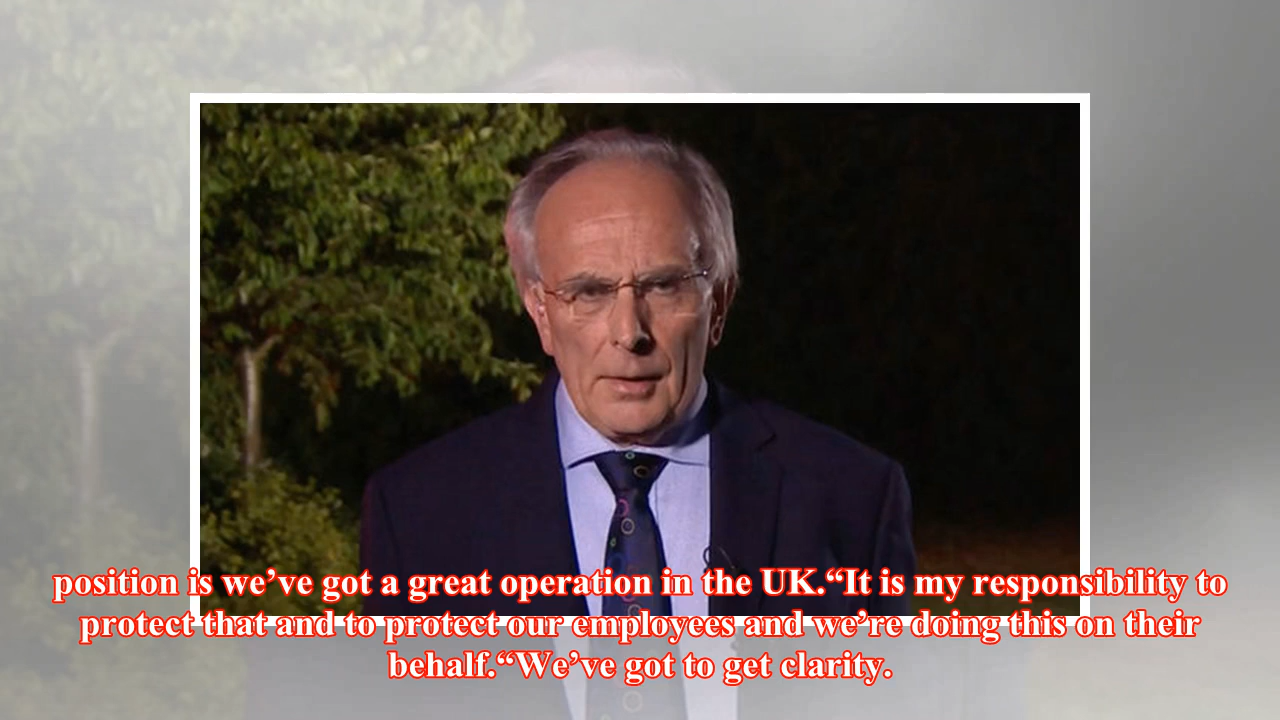 position is we’ve got a great operation in the UK.“It is my responsibility to
protect that and to protect our employees and we’re doing this on their
behalf.“We’ve got to get clarity.